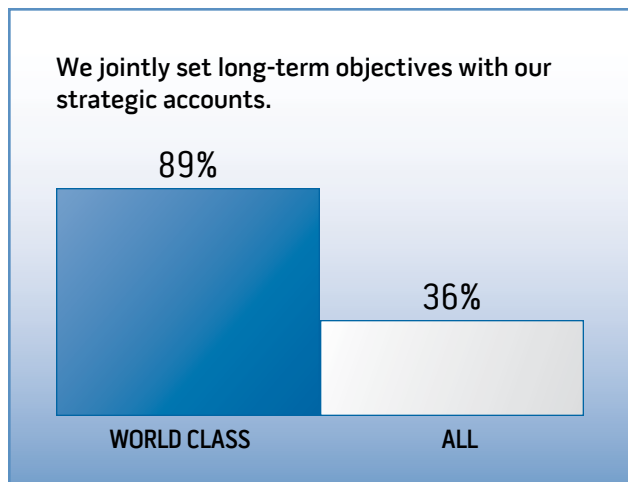 We jointly set long-term objectives with our
strategic accounts.
89%
36%
WORLD CLASS
ALL